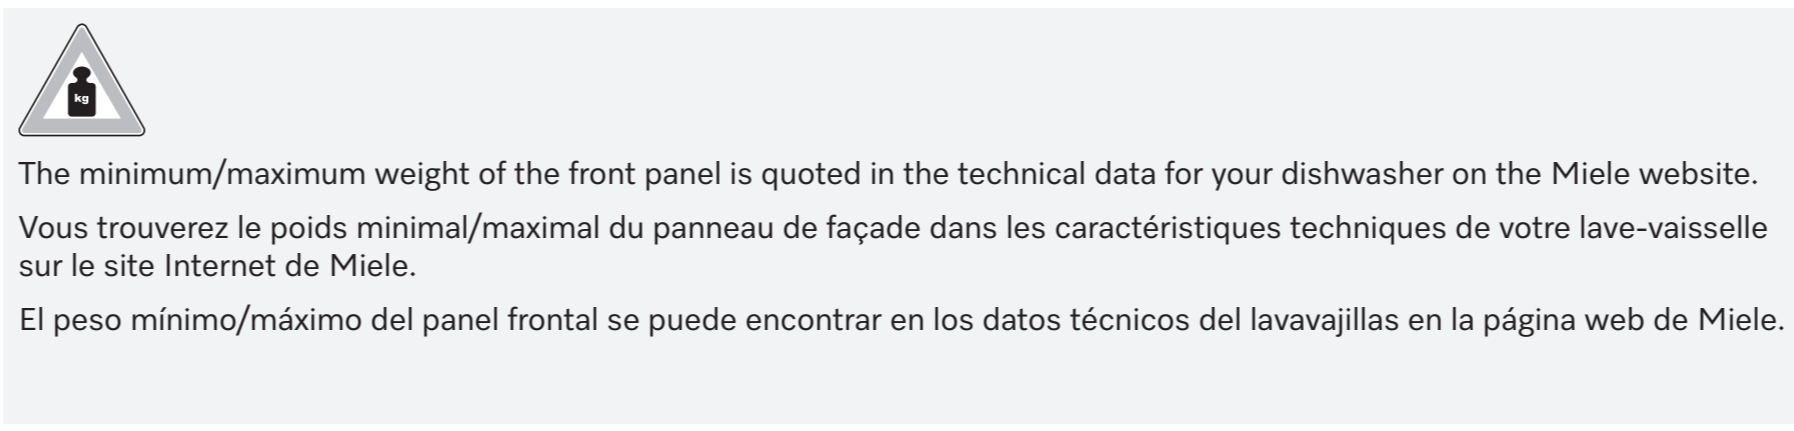 kg
The minimum/maximum weight of the front panel is quoted in the technical data for your dishwasher on the Miele website.
Vous trouverez le poids minimal/maximal du panneau de façade dans les caractéristiques techniques de votre lave-vaisselle
sur le site Internet de Miele.
El peso mínimo/máximo del panel frontal se puede encontrar en los datos técnicos del lavavajillas en la página web de Miele.